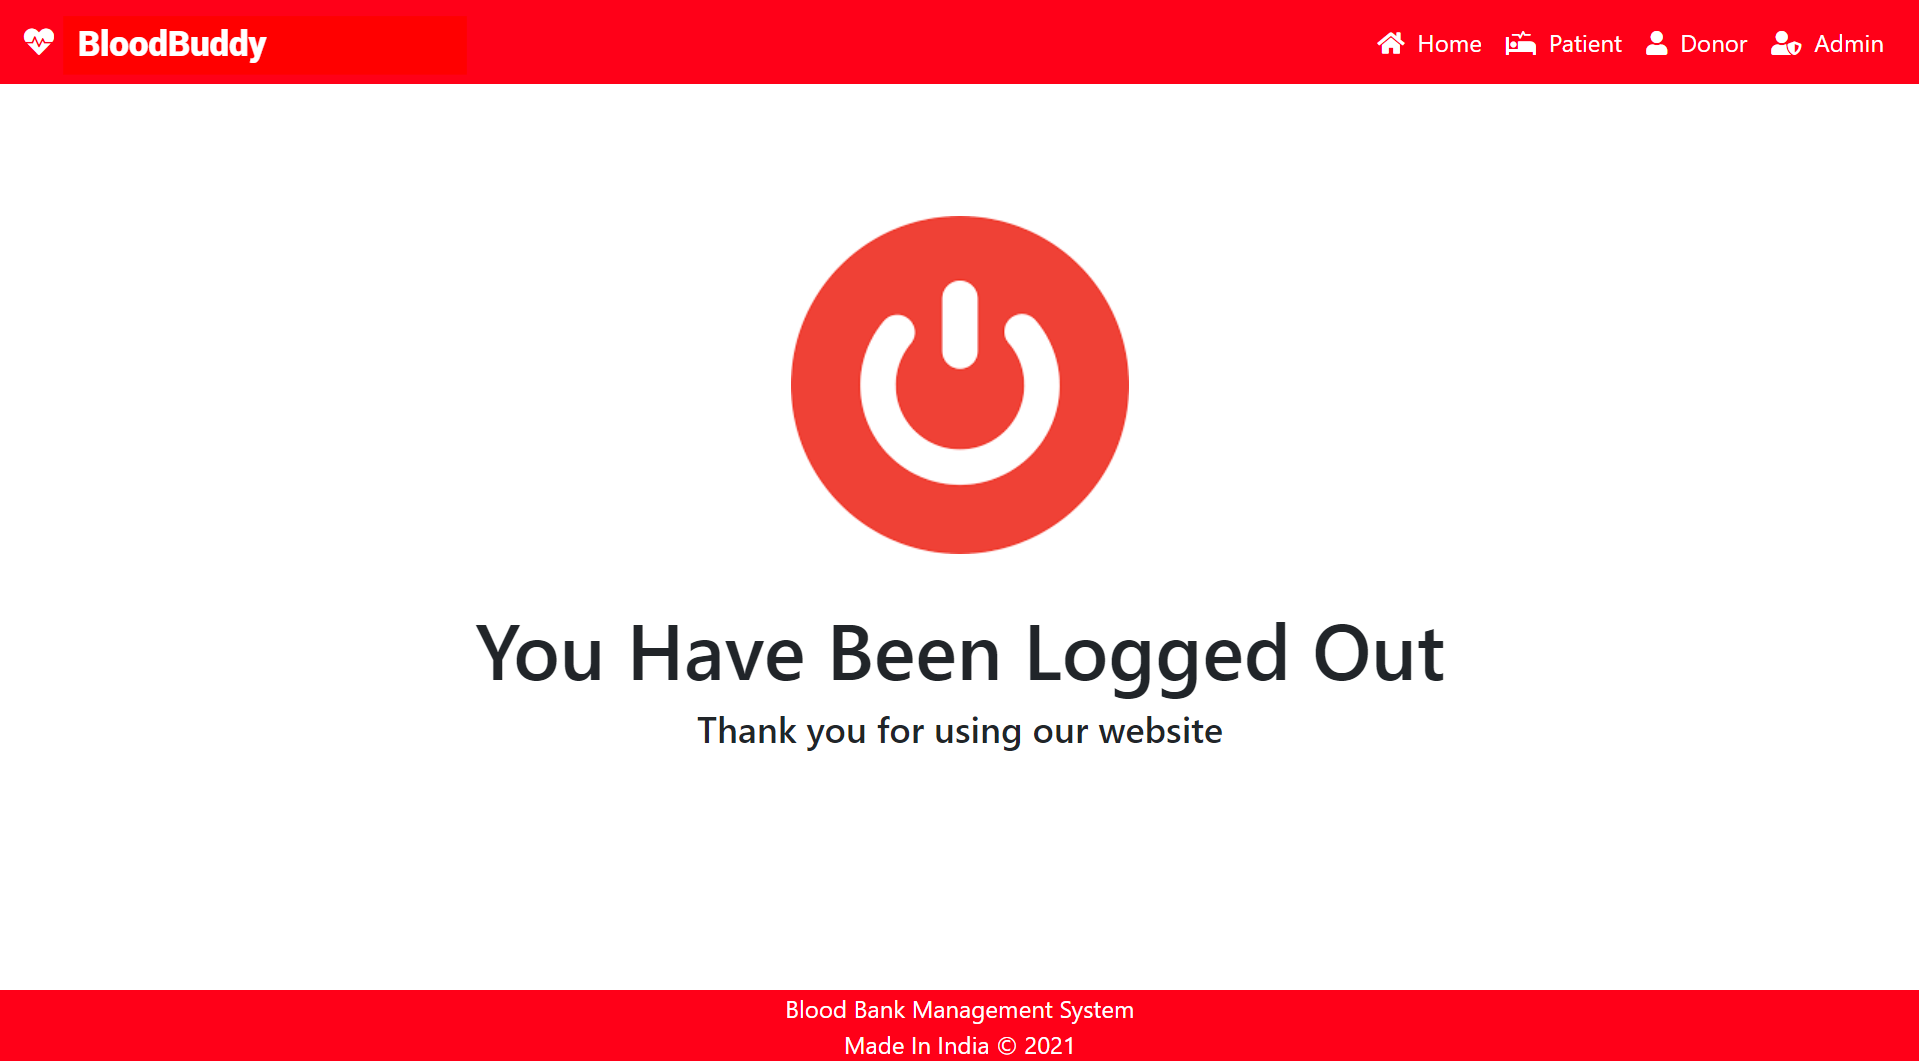 BloodBuddy
Home Patient Donor Admin
You Have Been Logged Out
Thank you for using our website
Blood Bank Management System
Made In India © 2021